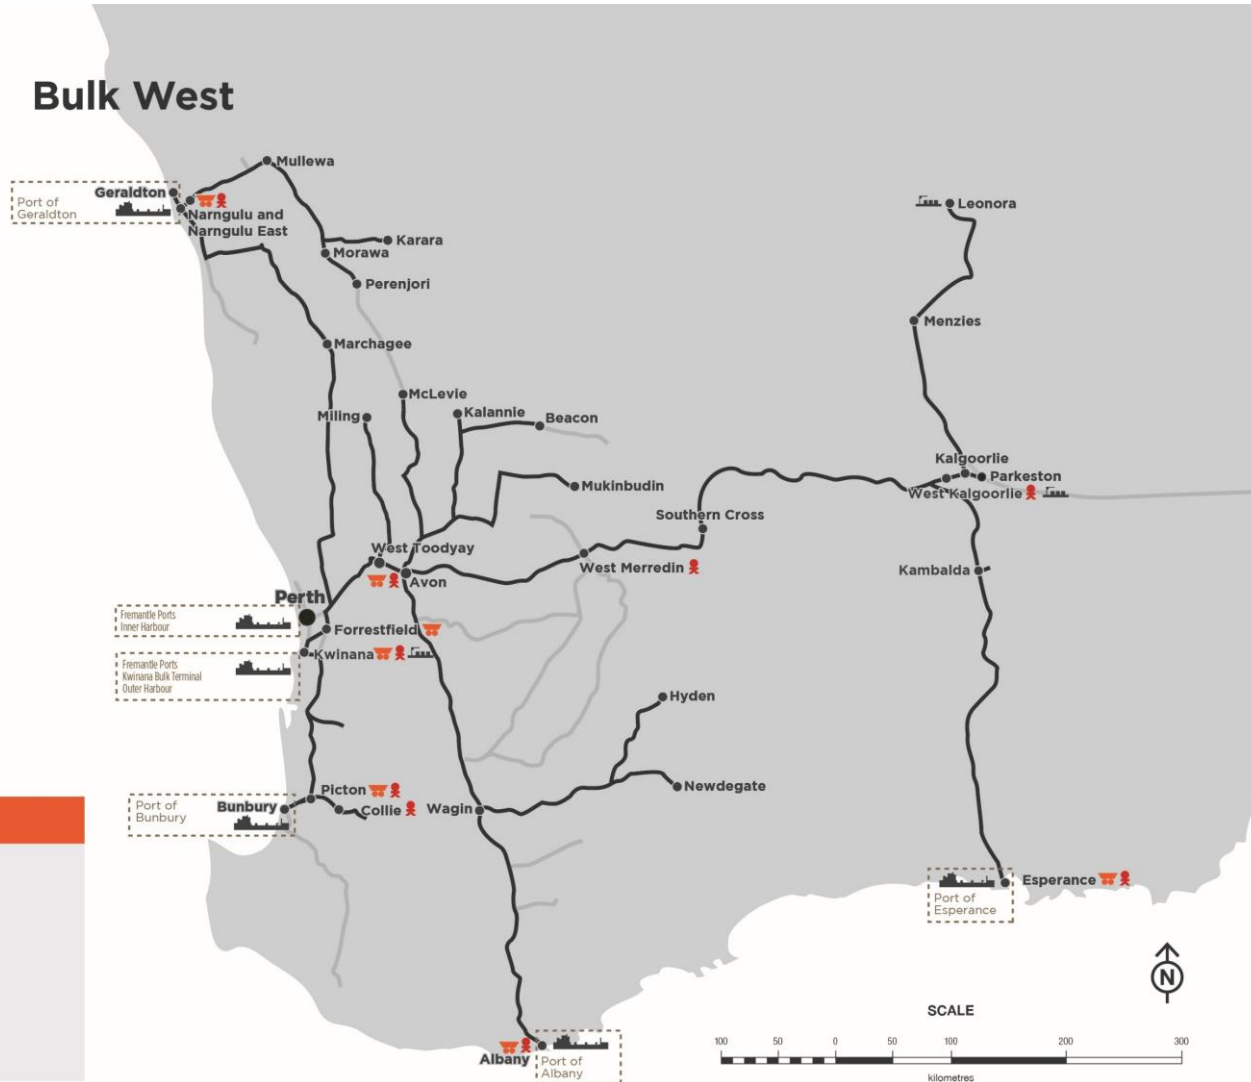 Bulk West
Mullewa
Geraldton
Port of
Geraldton
Narngulu and
Narngulu East
Leonora
Karara
Morawa
Perenjori
Menzies
Marchagee
McLevie
Miling
Kalannie
Beacon
Kalgoorlie
Parkeston
West Kalgoorlie
Mukinbudin
Southern Cross
West Toodyay
West Merredin
Kambalda
Avon
Perth
Fremantle Ports
Inner Harbour
Forrestfield
Kwinana
Fremantle Ports
Kwinana Bulk Terminal
Outer Harbour
Hyden
Newdegate
Picton
Port of
Bunbury
Bunbury
Collie
Wagin
Esperance
Port of
Esperance
N
SCALE
100 50 0 50 100 200 300
kilometres
Albany
Port of
Albany